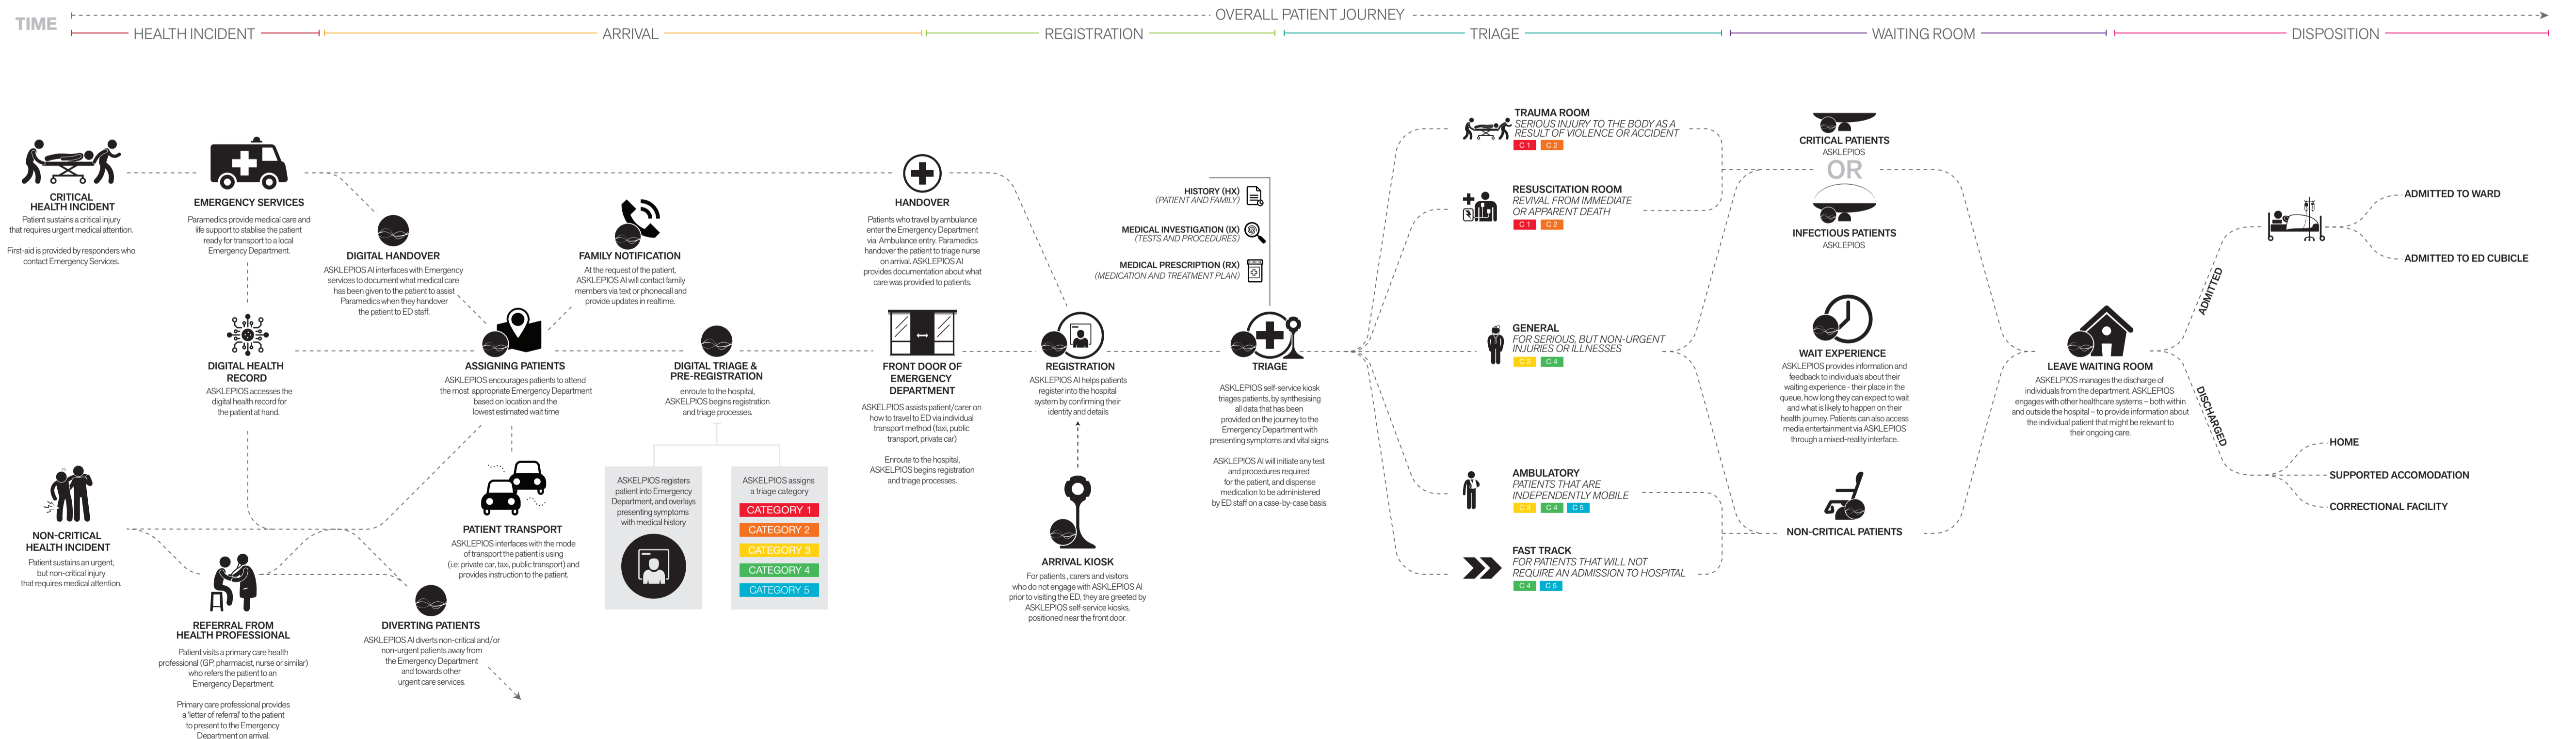 TIME
OVERALL PATIENT JOURNEY
HEALTH INCIDENT
ARRIVAL
REGISTRATION
TRIAGE
WAITING ROOM
DISPOSITION
CRITICAL
HEALTH INCIDENT
Patient sustains a critical injury
that requires urgent medical attention.
First-aid is provided by responders who
contact Emergency Services.
EMERGENCY SERVICES
Paramedics provide medical care and
life support to stabilise the patient
ready for transport to a local
Emergency Department.
DIGITAL HEALTH
RECORD
ASKLEPIOS accesses the
digital health record for
the patient at hand.
NON-CRITICAL
HEALTH INCIDENT
Patient sustains an urgent,
but non-critical injury
that requires medical attention.
REFERRAL FROM
HEALTH PROFESSIONAL
Patient visits a primary care health
professional (GP, pharmacist, nurse or similar)
who refers the patient to an
Emergency Department.
Primary care professional provides
a 'letter of referral' to the patient
to present to the Emergency
Department on arrival.
DIGITAL HANDOVER
ASKLEPIOS AI interfaces with Emergency
services to document what medical care
has been given to the patient to assist
Paramedics when they handover
the patient to ED staff.
FAMILY NOTIFICATION
At the request of the patient,
ASKLEPIOS AI will contact family
members via text or phonecall and
provide updates in realtime.
ASSIGNING PATIENTS
ASKLEPIOS encourages patients to attend
the most appropriate Emergency Department
based on location and the
lowest estimated wait time
PATIENT TRANSPORT
ASKLEPIOS interfaces with the mode
of transport the patient is using
(i.e: private car, taxi, public transport) and
provides instruction to the patient.
DIVERTING PATIENTS
ASKLEPIOS AI diverts non-critical and/or
non-urgent patients away from
the Emergency Department
and towards other
urgent care services.
DIGITAL TRIAGE &
PRE-REGISTRATION
enroute to the hospital,
ASKELPIOS begins registration
and triage processes.
ASKELPIOS registers
patient into Emergency
Department, and overlays
presenting symptoms
with medical history
ASKELPIOS assigns
a triage category
CATEGORY 1
CATEGORY 2
CATEGORY 3
CATEGORY 4
CATEGORY 5
HANDOVER
Patients who travel by ambulance
enter the Emergency Department
via. Ambulance entry. Paramedics
handover the patient to triage nurse
on arrival. ASKLEPIOS AI
provides documentation about what
care was providied to patients.
FRONT DOOR OF
EMERGENCY
DEPARTMENT
ASKELPIOS assists patient/carer on
how to travel to ED via individual
transport method (taxi, public
transport, private car)
Enroute to the hospital,
ASKELPIOS begins registration
and triage processes.
REGISTRATION
ASKLEPIOS AI helps patients
register into the hospital
system by confirming their
identity and details
ARRIVAL KIOSK
For patients , carers and visitors
who do not engage with ASKLEPIOS AI
prior to visiting the ED, they are greeted by
ASKLEPIOS self-service kiosks,
positioned near the front door.
HISTORY (HX)
(PATIENT AND FAMILY)
MEDICAL INVESTIGATION (IX)
(TESTS AND PROCEDURES)
MEDICAL PRESCRIPTION (RX)
(MEDICATION AND TREATMENT PLAN)
TRIAGE
ASKLEPIOS self-service kiosk
triages patients, by synthesising
all data that has been
provided on the journey to the
Emergency Department with
presenting symptoms and vital signs.
ASKLEPIOS AI will initiate any test
and procedures required
for the patient, and dispense
medication to be administered
by ED staff on a case-by-case basis.
TRAUMA ROOM
SERIOUS INJURY TO THE BODY AS A
RESULT OF VIOLENCE OR ACCIDENT
C 1 C 2
RESUSCITATION ROOM
REVIVAL FROM IMMEDIATE
OR APPARENT DEATH
C 1 C 2
GENERAL
FOR SERIOUS, BUT NON-URGENT
INJURIES OR ILLNESSES
C 3 C 4
AMBULATORY
PATIENTS THAT ARE
INDEPENDENTLY MOBILE
C 3 C 4 C 5
FAST TRACK
FOR PATIENTS THAT WILL NOT
REQUIRE AN ADMISSION TO HOSPITAL
C 4 C 5
CRITICAL PATIENTS
ASKLEPIOS
OR
INFECTIOUS PATIENTS
ASKLEPIOS
WAIT EXPERIENCE
ASKLEPIOS provides information and
feedback to individuals about their
waiting experience - their place in the
queue, how long they can expect to wait
and what is likely to happen on their
health journey. Patients can also access
media entertainment via ASKLEPIOS
through a mixed-reality interface.
NON-CRITICAL PATIENTS
LEAVE WAITING ROOM
ASKELPIOS manages the discharge of
individuals from the department. ASKLEPIOS
engages with other healthcare systems – both within
and outside the hospital – to provide information about
the individual patient that might be relevant to
their ongoing care.
ADMITTED
DISCHARGED
ADMITTED TO WARD
ADMITTED TO ED CUBICLE
HOME
SUPPORTED ACCOMODATION
CORRECTIONAL FACILITY